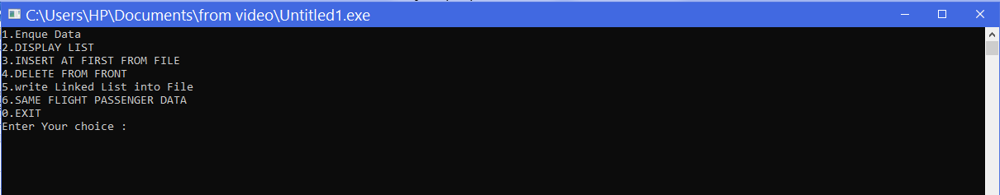 C:\Users\HP\Documents\from video\Untitled1.exe
1.Enque Data
2.DISPLAY LIST
3.INSERT AT FIRST FROM FILE
4.DELETE FROM FRONT
5.write Linked List into File
6.SAME FLIGHT PASSENGER DATA
0.EXIT
Enter Your choice :